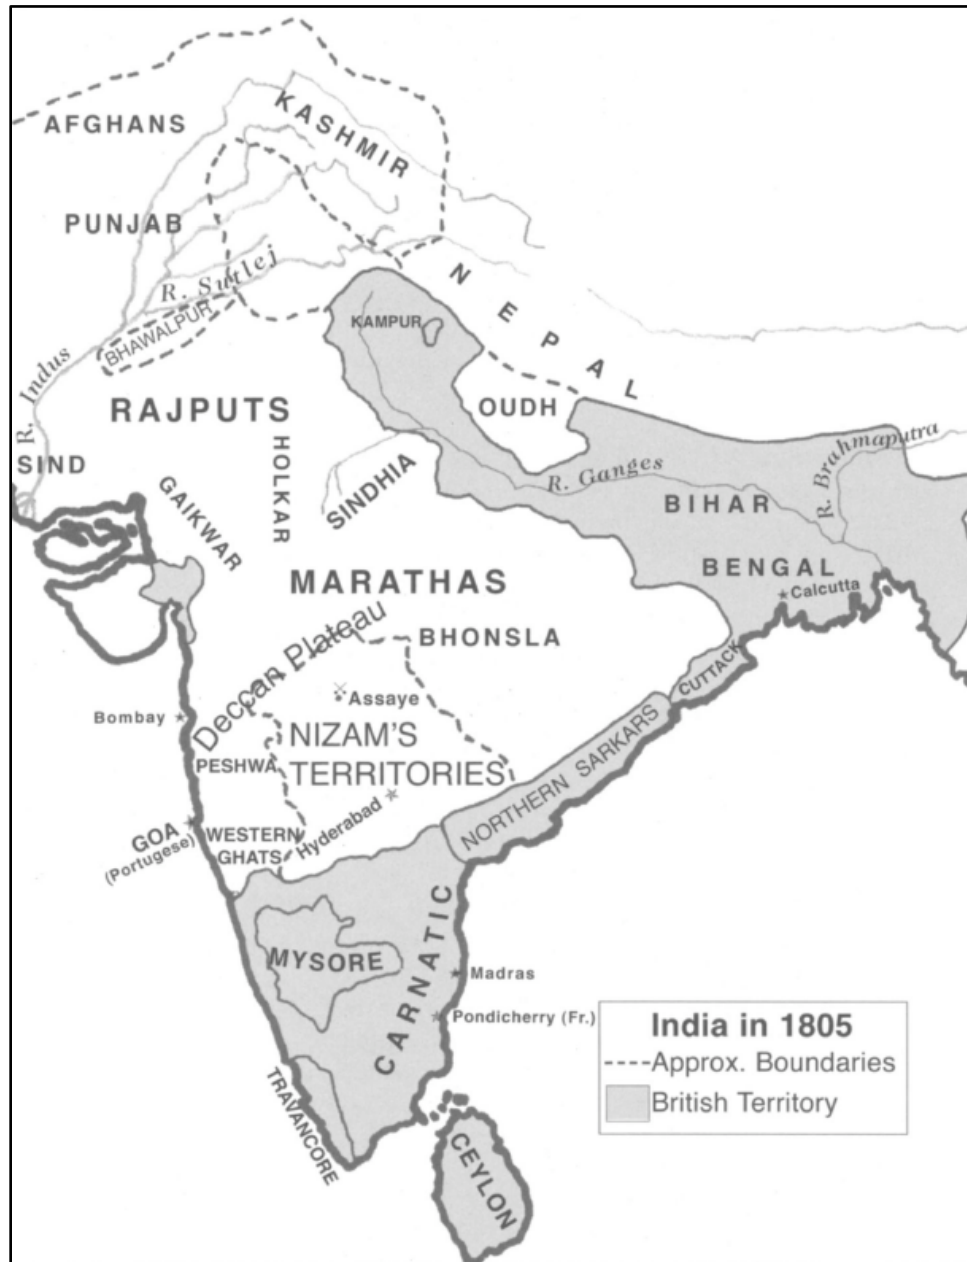 AFGHANS
KASHMIR
PUNJAB
R. Sutlej
BHAWALPUR
R. Indus
NEPAL
KAMPUR
RAJPUTS
OUDH
SIND
HOLKAR
SINDHIA
GAIKWAR
R. Ganges
R. Brahmaputra
BIHAR
MARATHAS
BENGAL
Calcutta
BHONSLA
Deccan Plateau
CUTTACK
Assaye
Bombay
NIZAM'S
TERRITORIES
PESHWA
NORTHERN SARKARS
Hyderabad
GOA
(Portugese)
WESTERN
GHATS
MYSORE
CARNATIC
Madras
Pondicherry (Fr.)
TRAVANCORE
CEYLON
India in 1805
Approx. Boundaries
British Territory